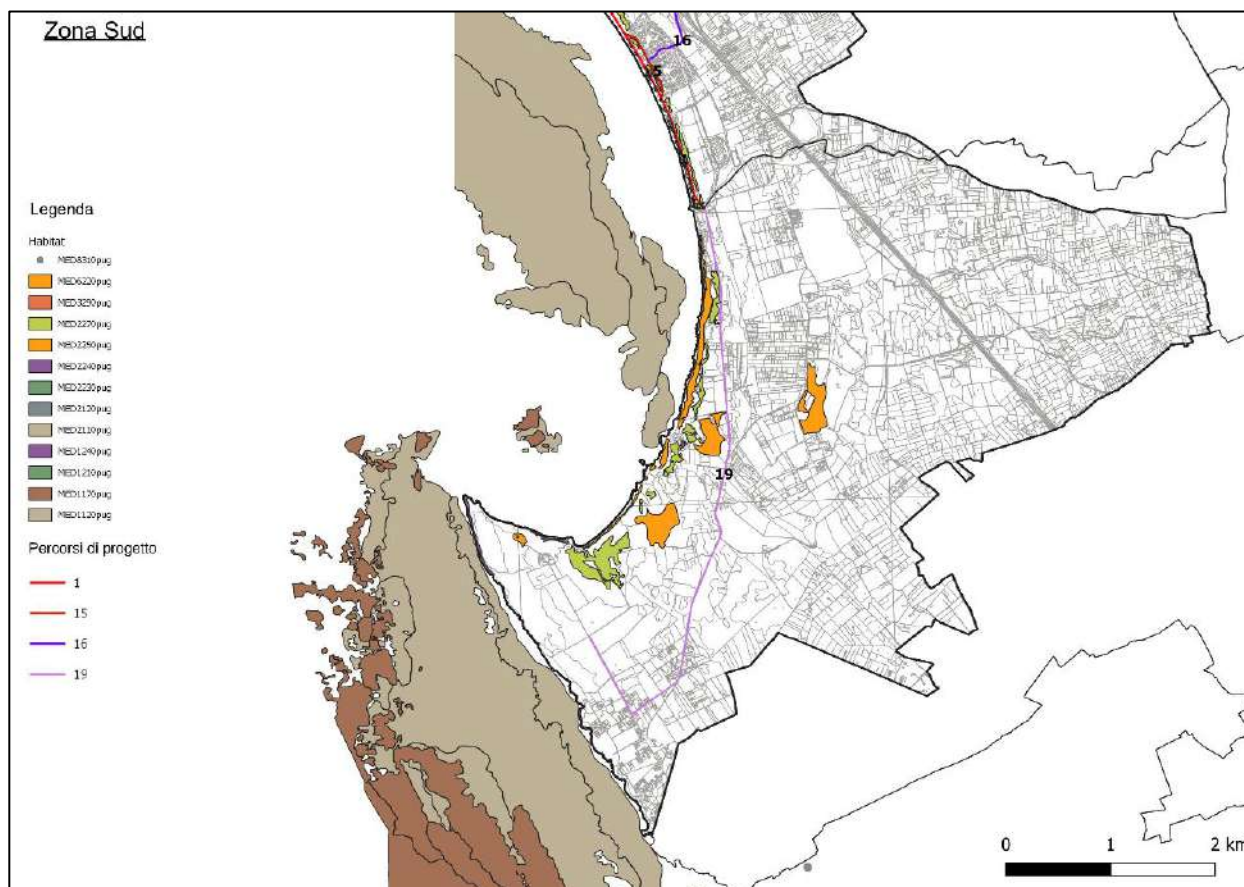 Zona Sud
16
15
Legenda
Habitat
MED8310pug
MED6220pug
MED3290pug
MED2270pug
MED2250pug
MED2240pug
MED2230pug
MED2120pug
MED2110pug
MED1240pug
MED1210pug
MED1170pug
MED1120pug
19
Percorsi di progetto
1
15
16
19
0 1 2 km